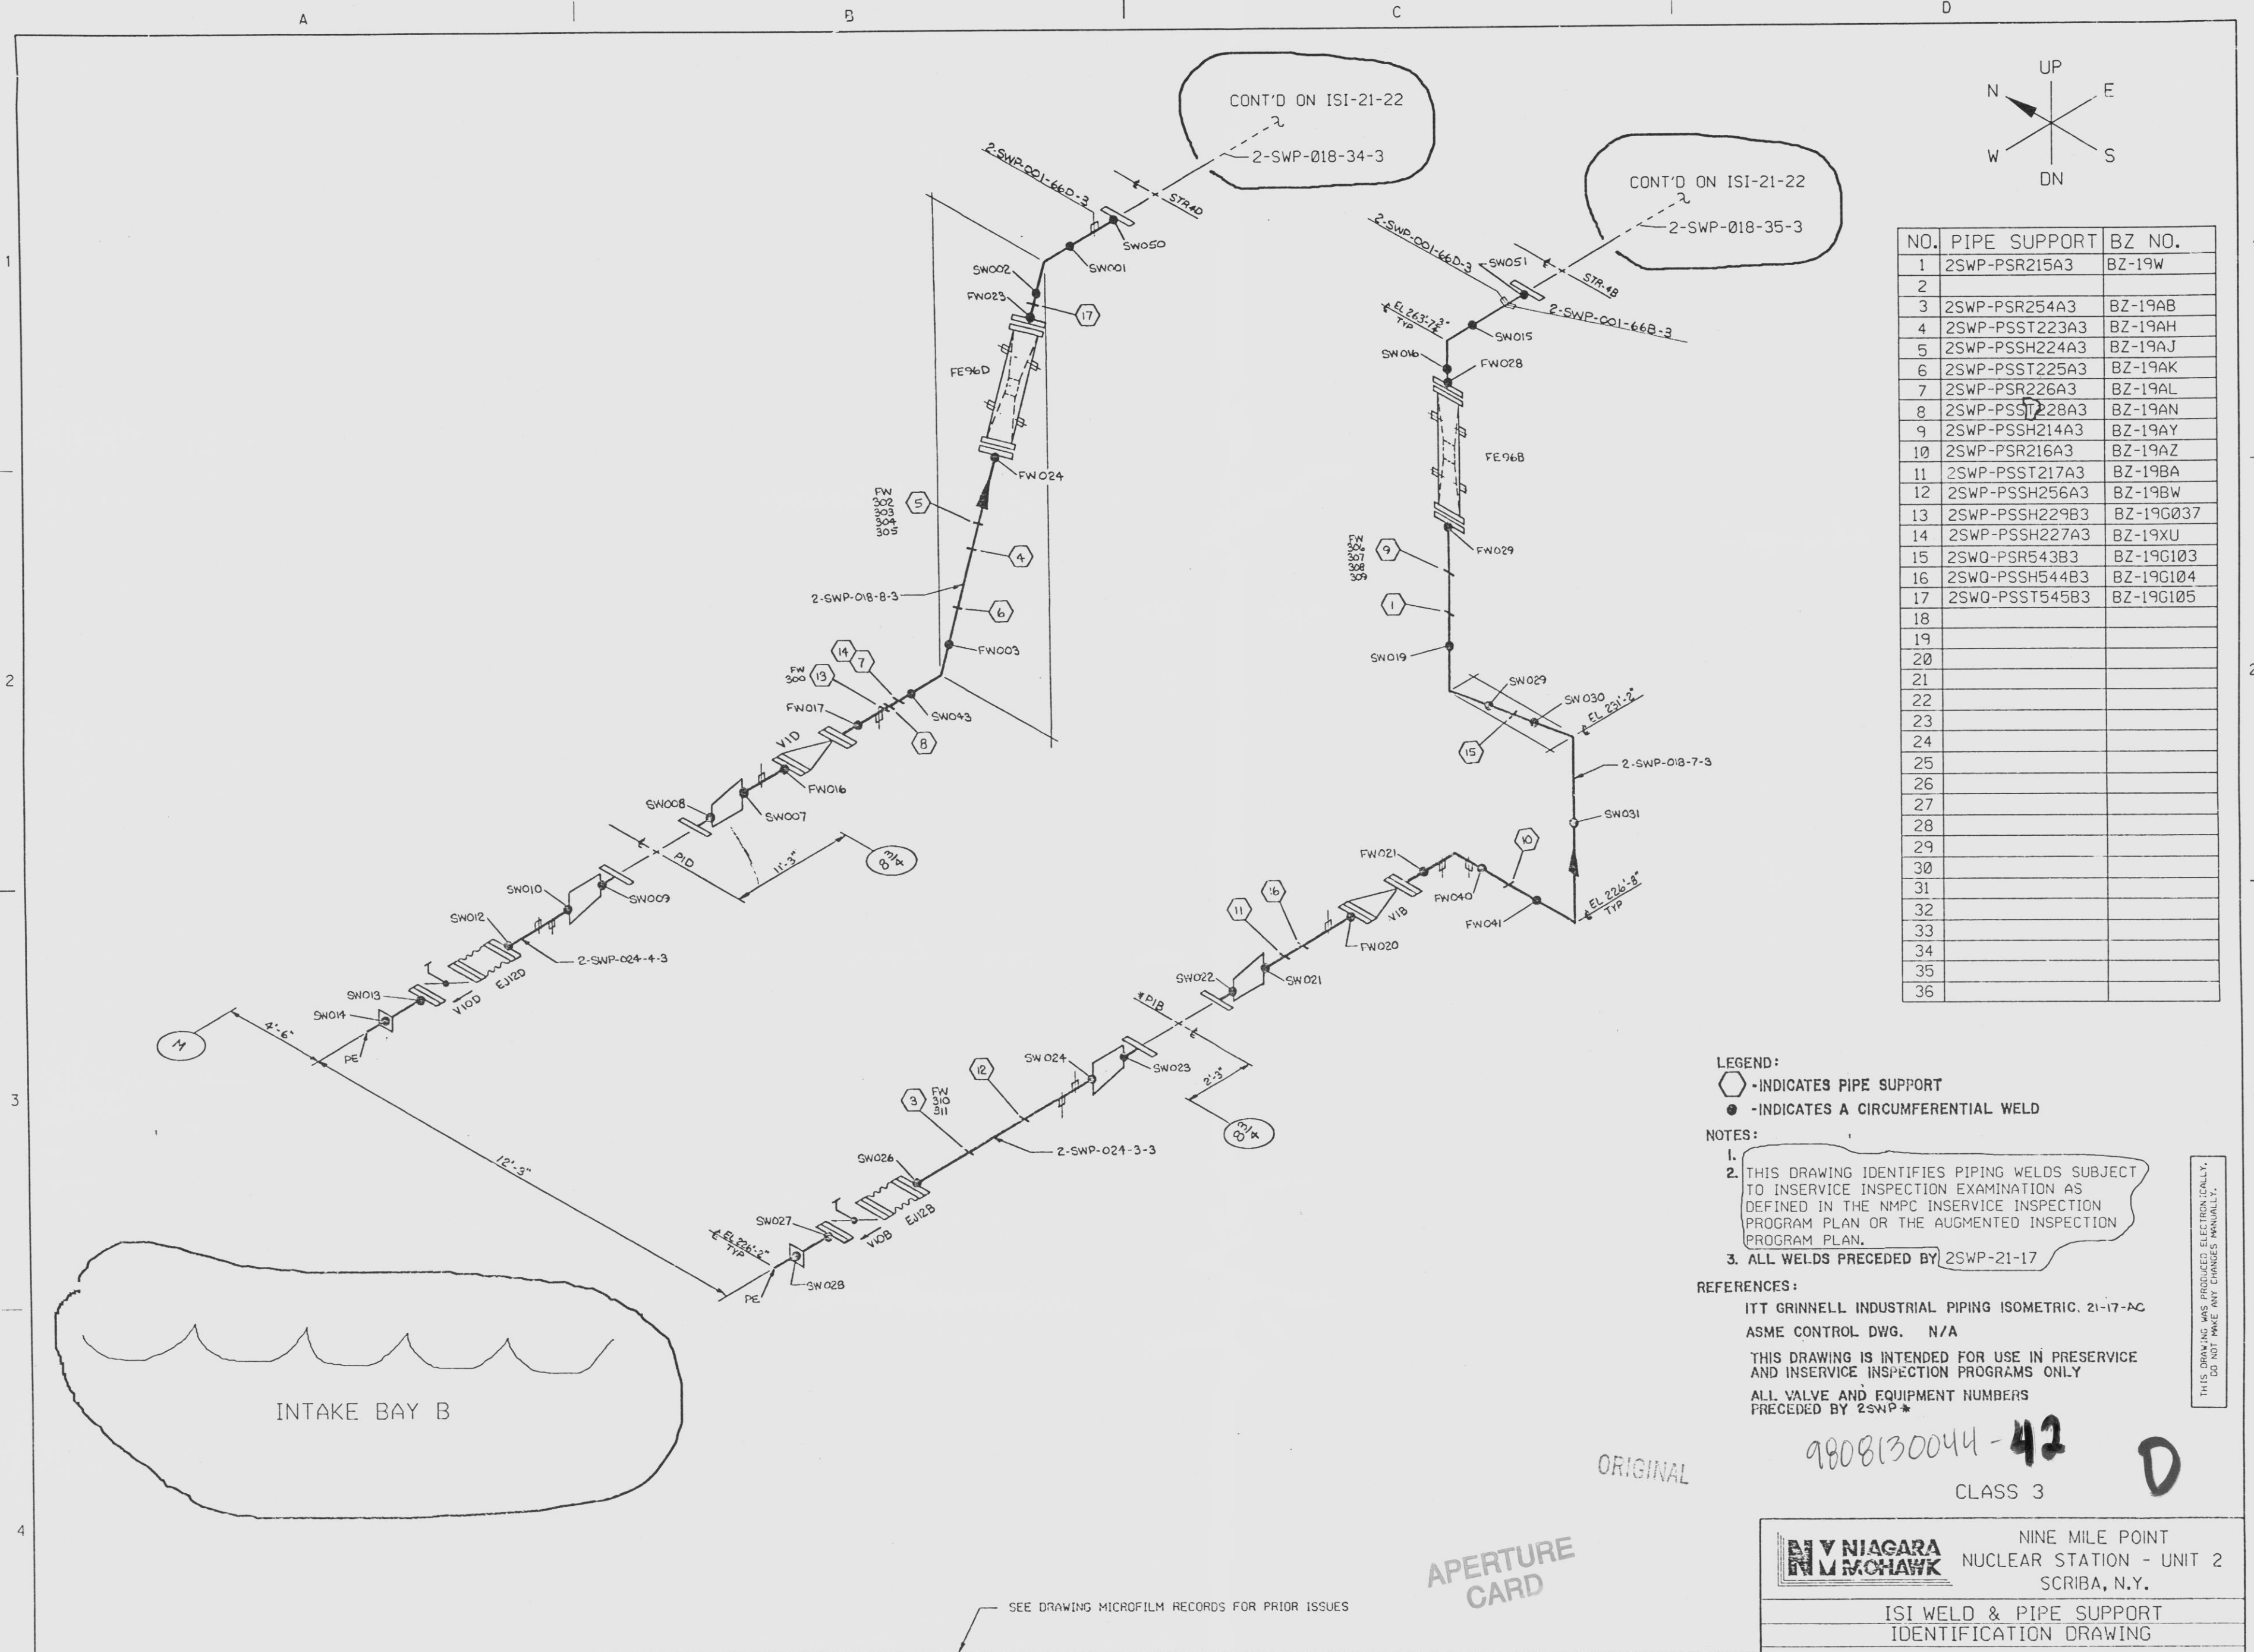 A
B
C
D
1
2
3
4
2
CONT'D ON ISI-21-22
2-SWP-Ø18-34-3
CONT'D ON ISI-21-22
2-SWP-Ø18-35-3
UP
N
E
W
S
DN
2-SWP-001-66D-3
STR4D
SW050
SW001
SW002
FW023
17
FE96D
FW024
FW
302
303
304
305
5
4
2-SWP-018-8-3
6
FW003
14
7
FW
300
13
FW017
SW043
8
V1D
FW016
SW008
SW007
P1D
11'-3"
8 3/4
SW010
SW009
SW012
2-SWP-024-4-3
EJ12D
V10D
SW013
SW014
PE
4'-6"
M
12'-3"
2-SWP-001-66D-3
SW051
STR4B
2-SWP-001-66B-3
TYP
SW015
SW016
FW028
FE96B
FW029
FW
306
307
308
309
9
1
SW019
SW029
SW030
EL 231'-2"
15
2-SWP-018-7-3
SW031
10
FW021
FW040
FW041
EL 226'-8"
TYP
V1B
FW020
16
11
SW022
SW021
*P1B
2'-3"
8 3/4
SW024
SW023
12
3
FW
310
311
2-SWP-024-3-3
SW026
EJ12B
V10B
SW027
EL 226'-2"
TYP
SW028
PE
INTAKE BAY B
NO. PIPE SUPPORT BZ NO.
1 2SWP-PSR215A3 BZ-19W
2
3 2SWP-PSR254A3 BZ-19AB
4 2SWP-PSST223A3 BZ-19AH
5 2SWP-PSSH224A3 BZ-19AJ
6 2SWP-PSST225A3 BZ-19AK
7 2SWP-PSR226A3 BZ-19AL
8 2SWP-PSST228A3 BZ-19AN
9 2SWP-PSSH214A3 BZ-19AY
10 2SWP-PSR216A3 BZ-19AZ
11 2SWP-PSST217A3 BZ-19BA
12 2SWP-PSSH256A3 BZ-19BW
13 2SWP-PSSH229B3 BZ-19GØ37
14 2SWP-PSSH227A3 BZ-19XU
15 2SWQ-PSR543B3 BZ-19G1Ø3
16 2SWQ-PSSH544B3 BZ-19G1Ø4
17 2SWQ-PSST545B3 BZ-19G1Ø5
18
19
20
21
22
23
24
25
26
27
28
29
30
31
32
33
34
35
36
LEGEND:
-INDICATES PIPE SUPPORT
-INDICATES A CIRCUMFERENTIAL WELD
NOTES:
1.
2. THIS DRAWING IDENTIFIES PIPING WELDS SUBJECT
TO INSERVICE INSPECTION EXAMINATION AS
DEFINED IN THE NMPC INSERVICE INSPECTION
PROGRAM PLAN OR THE AUGMENTED INSPECTION
PROGRAM PLAN.
3. ALL WELDS PRECEDED BY 2SWP-21-17
REFERENCES:
ITT GRINNELL INDUSTRIAL PIPING ISOMETRIC. 21-17-AC
ASME CONTROL DWG. N/A
THIS DRAWING IS INTENDED FOR USE IN PRESERVICE
AND INSERVICE INSPECTION PROGRAMS ONLY
ALL VALVE AND EQUIPMENT NUMBERS
PRECEDED BY 2SWP*
THIS DRAWING WAS PRODUCED ELECTRONICALLY.
DO NOT MAKE ANY CHANGES MANUALLY.
9808130044-42
D
ORIGINAL
CLASS 3
APERTURE
CARD
NIAGARA
MOHAWK
NINE MILE POINT
NUCLEAR STATION - UNIT 2
SCRIBA, N.Y.
ISI WELD & PIPE SUPPORT
IDENTIFICATION DRAWING
SEE DRAWING MICROFILM RECORDS FOR PRIOR ISSUES